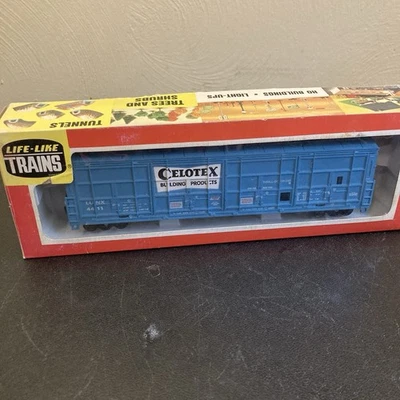 HO BUILDINGS • LIGHT-UPS
TREES AND
SHRUBS
TUNNELS
LIFE-LIKE
TRAINS
CELOTEX
BUILDING PRODUCTS